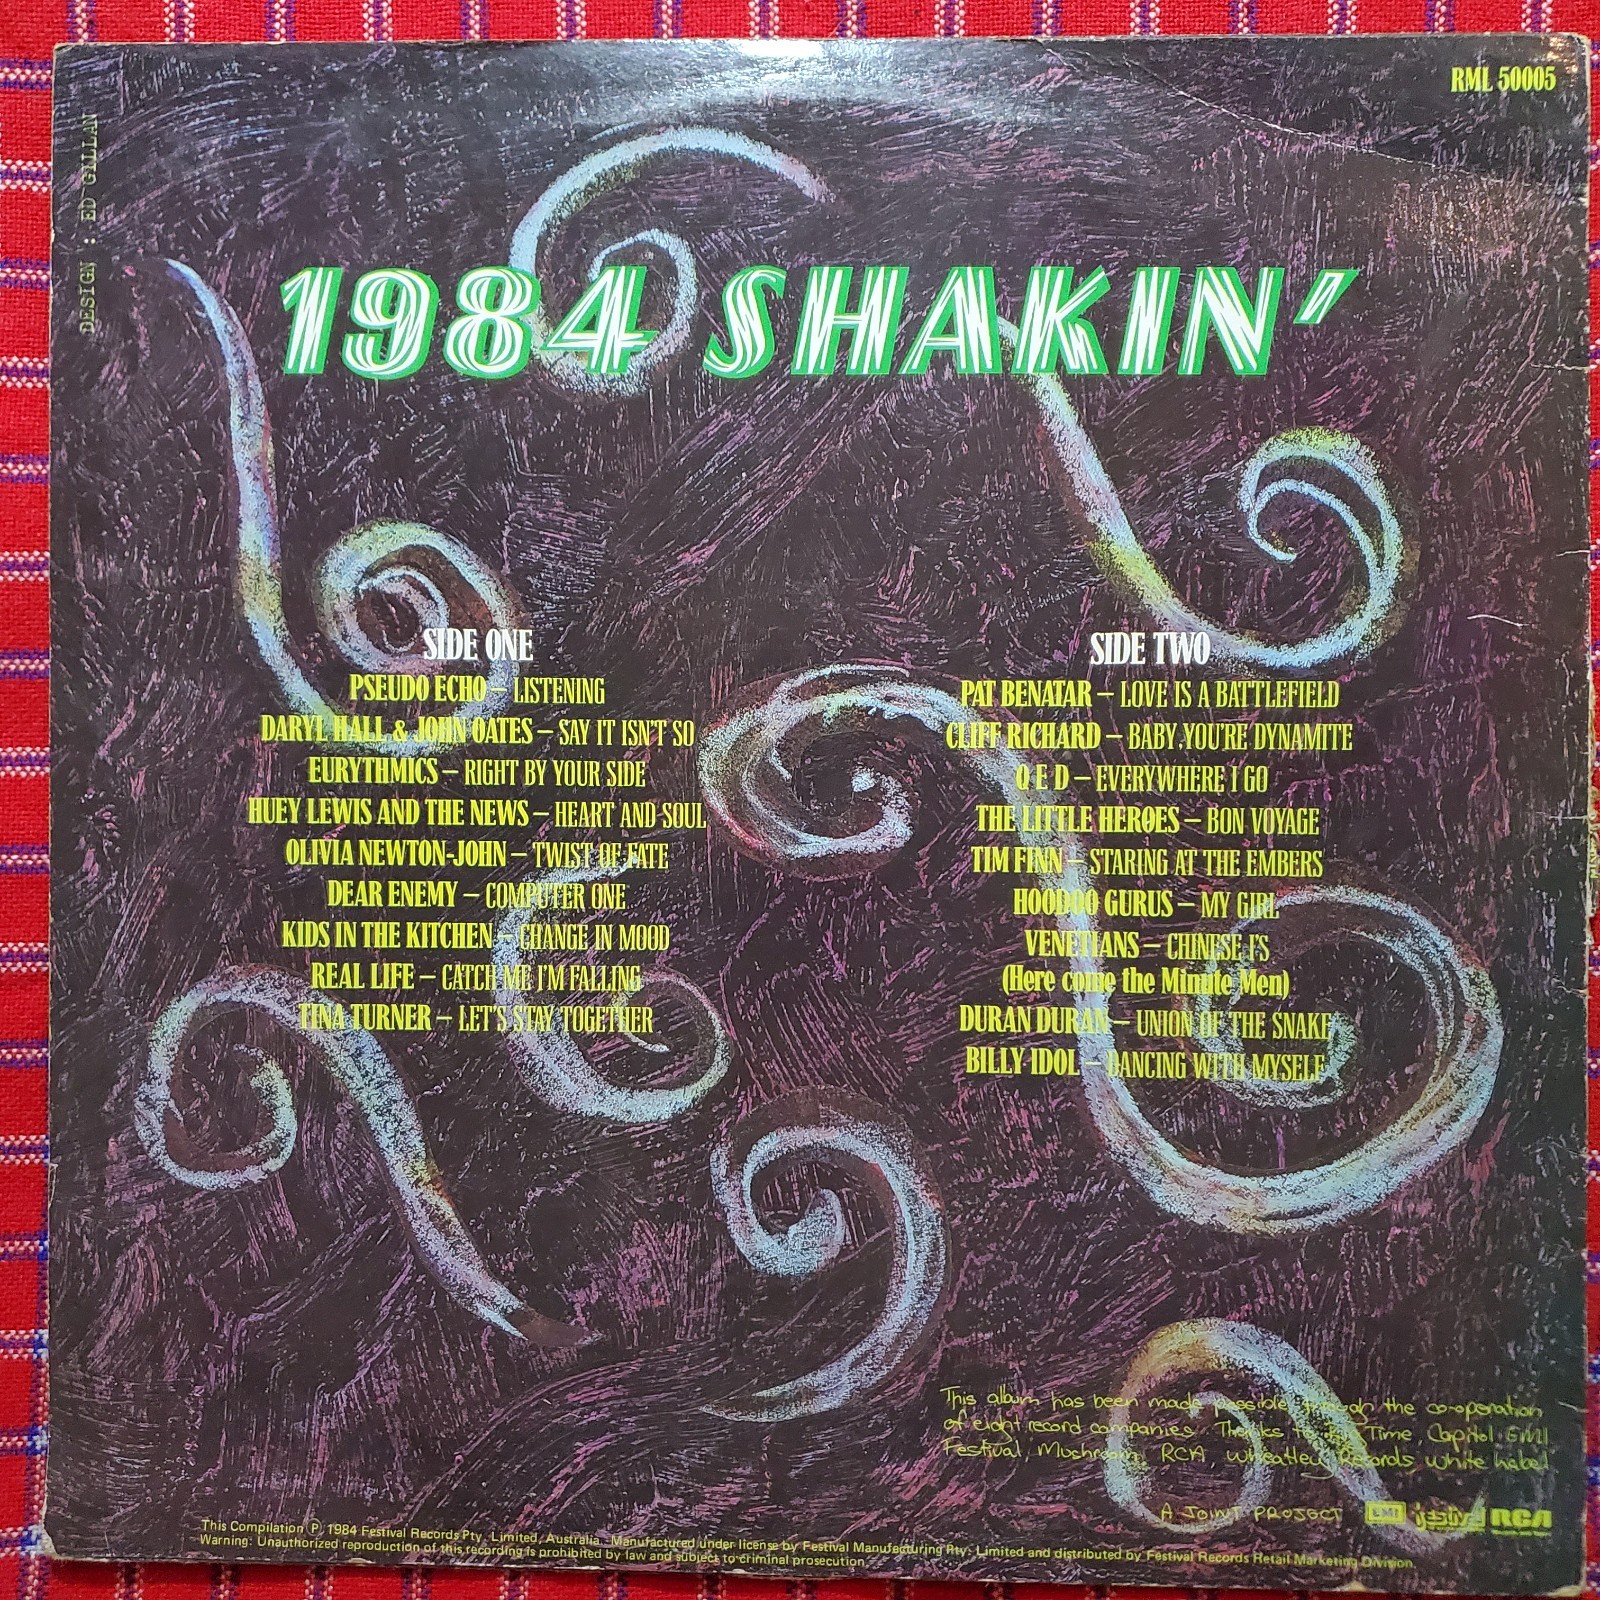 RML 50005
DESIGN : ED GALLAN
1984 SHAKIN'
SIDE ONE
PSEUDO ECHO – LISTENING
DARYL HALL & JOHN OATES – SAY IT ISN'T SO
EURYTHMICS – RIGHT BY YOUR SIDE
HUEY LEWIS AND THE NEWS – HEART AND SOUL
OLIVIA NEWTON-JOHN – TWIST OF FATE
DEAR ENEMY – COMPUTER ONE
KIDS IN THE KITCHEN – CHANGE IN MOOD
REAL LIFE – CATCH ME I'M FALLING
TINA TURNER – LET'S STAY TOGETHER
SIDE TWO
PAT BENATAR – LOVE IS A BATTLEFIELD
CLIFF RICHARD – BABY, YOU'RE DYNAMITE
Q E D – EVERYWHERE I GO
THE LITTLE HEROES – BON VOYAGE
TIM FINN – STARING AT THE EMBERS
HOODOO GURUS – MY GIRL
VENETIANS – CHINESE I'S
(Here come the Minute Men)
DURAN DURAN – UNION OF THE SNAKE
BILLY IDOL – DANCING WITH MYSELF
This album has been made possible through the co-operation
of eight record companies. Thanks to Big Time, Capitol, EMI
Festival, Mushroom, RCA, Wheatley Records, White Label
A JOINT PROJECT EMI festival RCA
This Compilation ℗ 1984 Festival Records Pty. Limited, Australia. Manufactured under license by Festival Manufacturing Pty. Limited and distributed by Festival Records Retail Marketing Division.
Warning: Unauthorized reproduction of this recording is prohibited by law and subject to criminal prosecution.